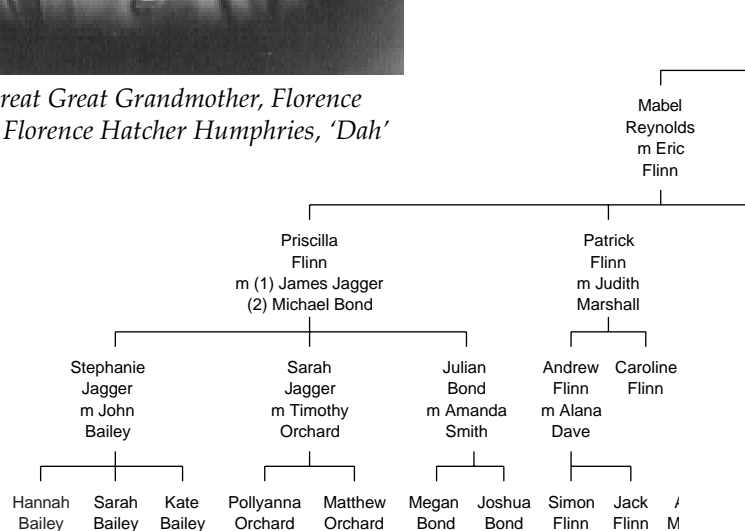 reat Great Grandmother, Florence
Florence Hatcher Humphries, ‘Dah’
Mabel
Reynolds
m Eric
Flinn
Priscilla
Flinn
m (1) James Jagger
(2) Michael Bond
Patrick
Flinn
m Judith
Marshall
Stephanie
Jagger
m John
Bailey
Sarah
Jagger
m Timothy
Orchard
Julian
Bond
m Amanda
Smith
Andrew
Flinn
m Alana
Dave
Caroline
Flinn
Hannah
Bailey
Sarah
Bailey
Kate
Bailey
Pollyanna
Orchard
Matthew
Orchard
Megan
Bond
Joshua
Bond
Simon
Flinn
Jack
Flinn